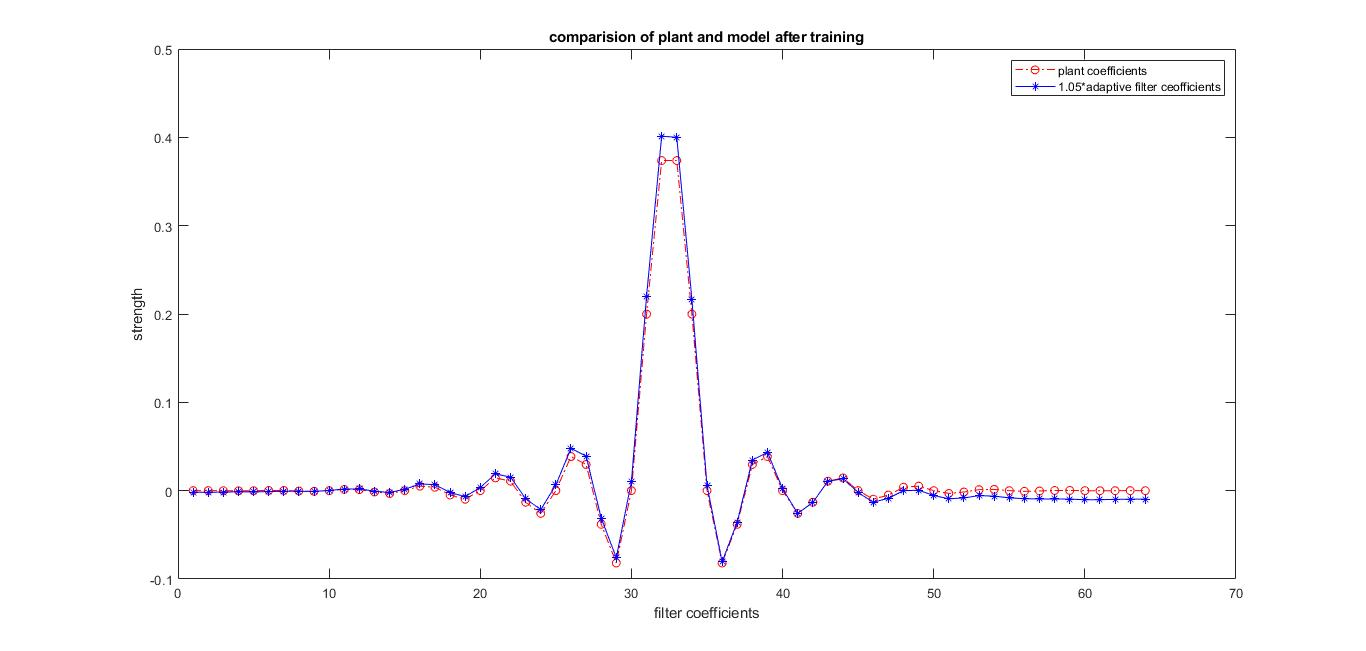 comparision of plant and model after training
0.5
plant coefficients
1.05*adaptive filter ceofficients
0.4
0.3
strength
0.2
0.1
0
-0.1
0 10 20 30 40 50 60 70
filter coefficients